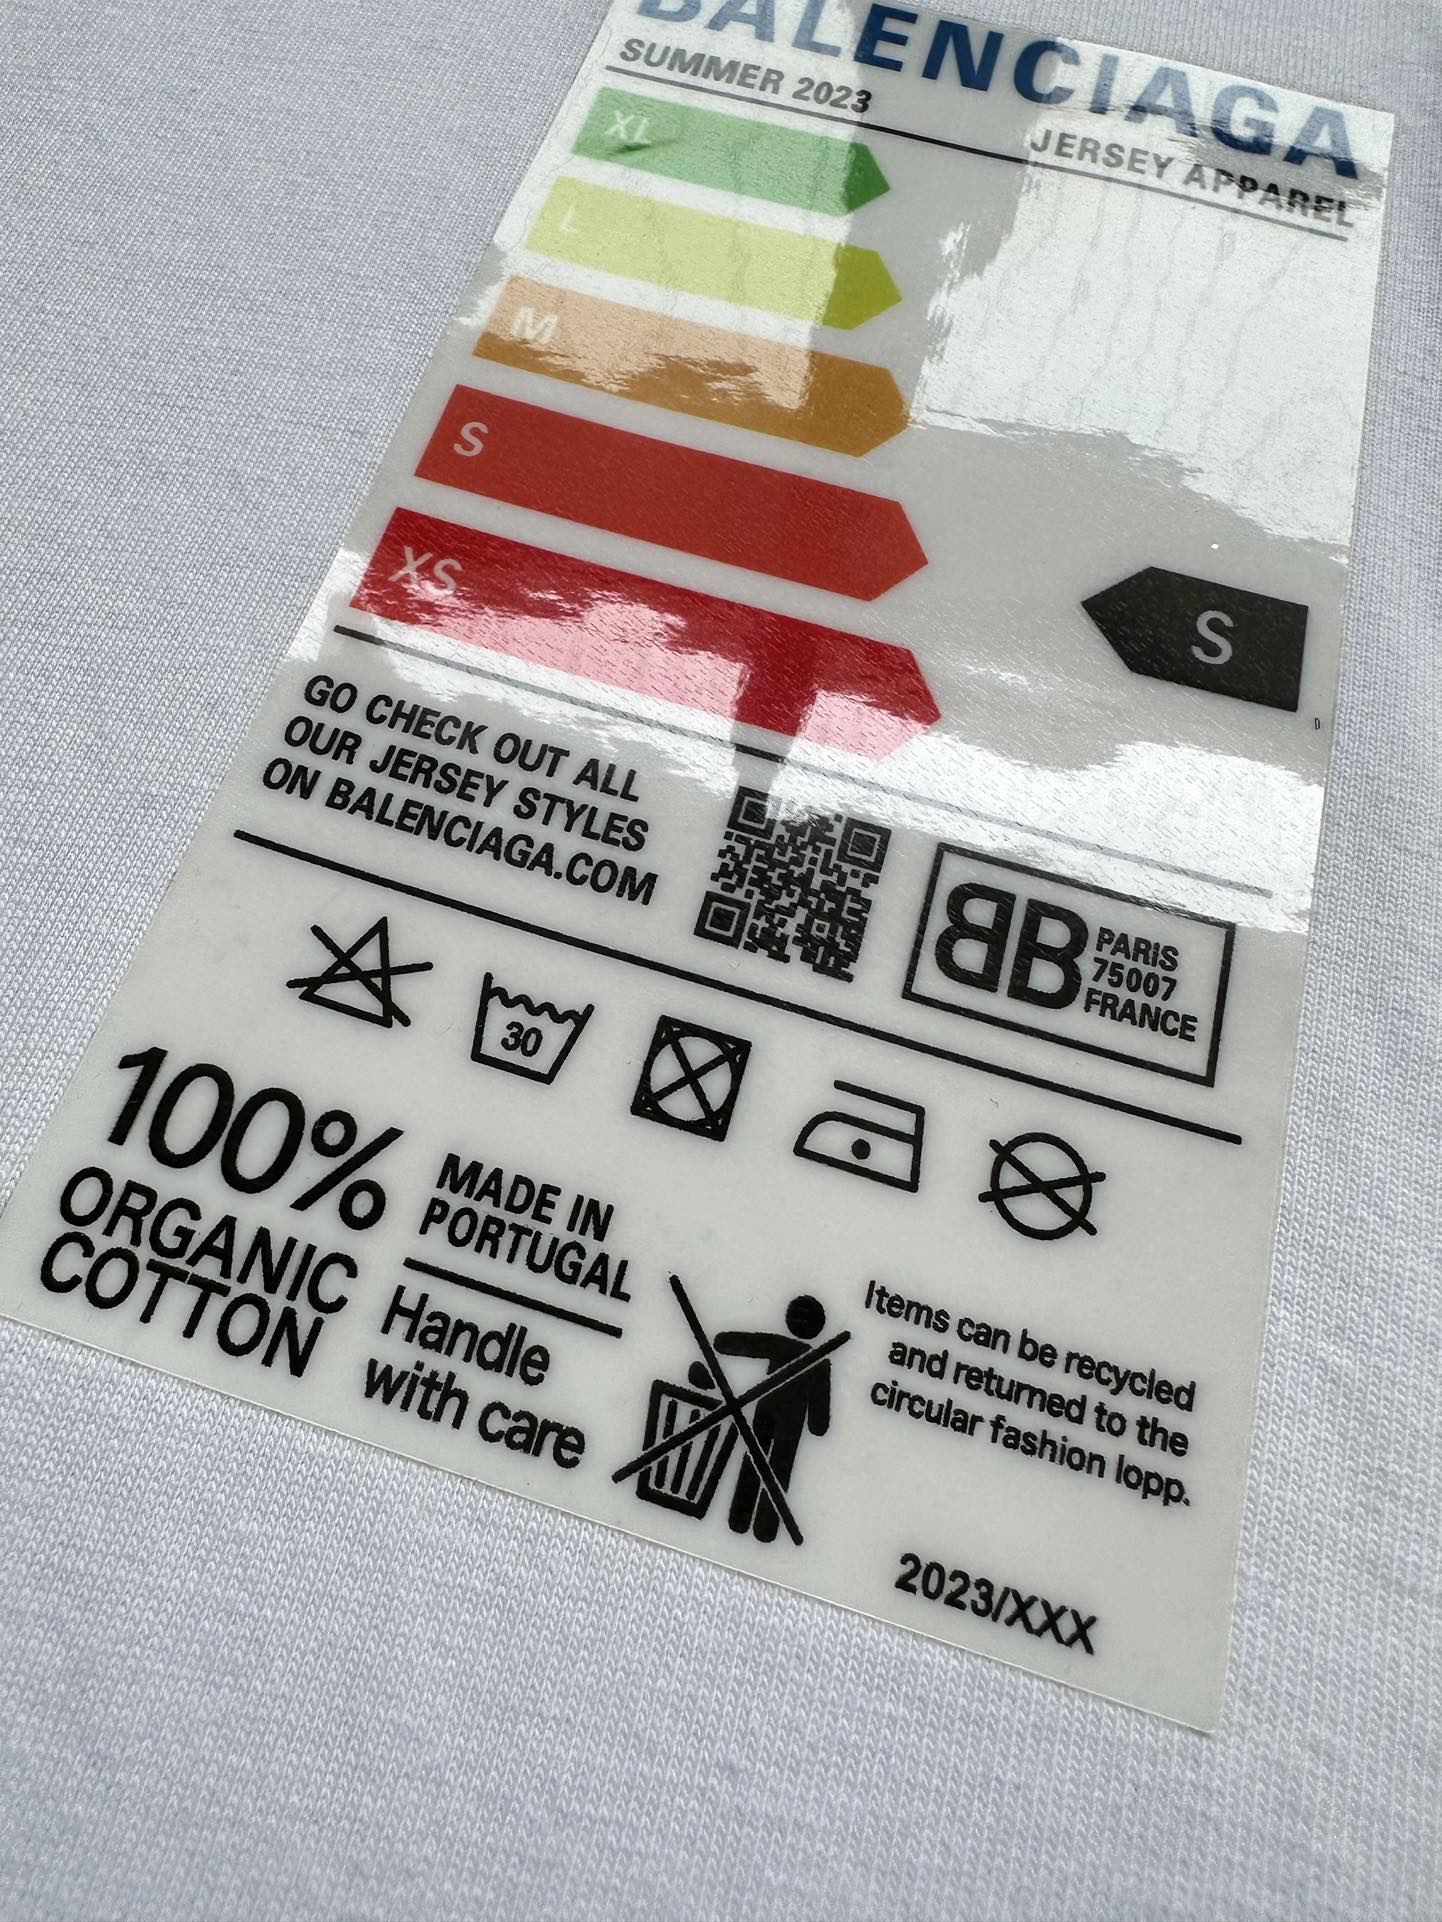 BALENCIAGA
SUMMER 2023
JERSEY APPAREL
XL
L
M
S
XS
S
GO CHECK OUT ALL
OUR JERSEY STYLES
ON BALENCIAGA.COM
BB
PARIS
75007
FRANCE
30
100%
ORGANIC
COTTON
MADE IN
PORTUGAL
Handle
with care
Items can be recycled
and returned to the
circular fashion lopp.
2023/XXX